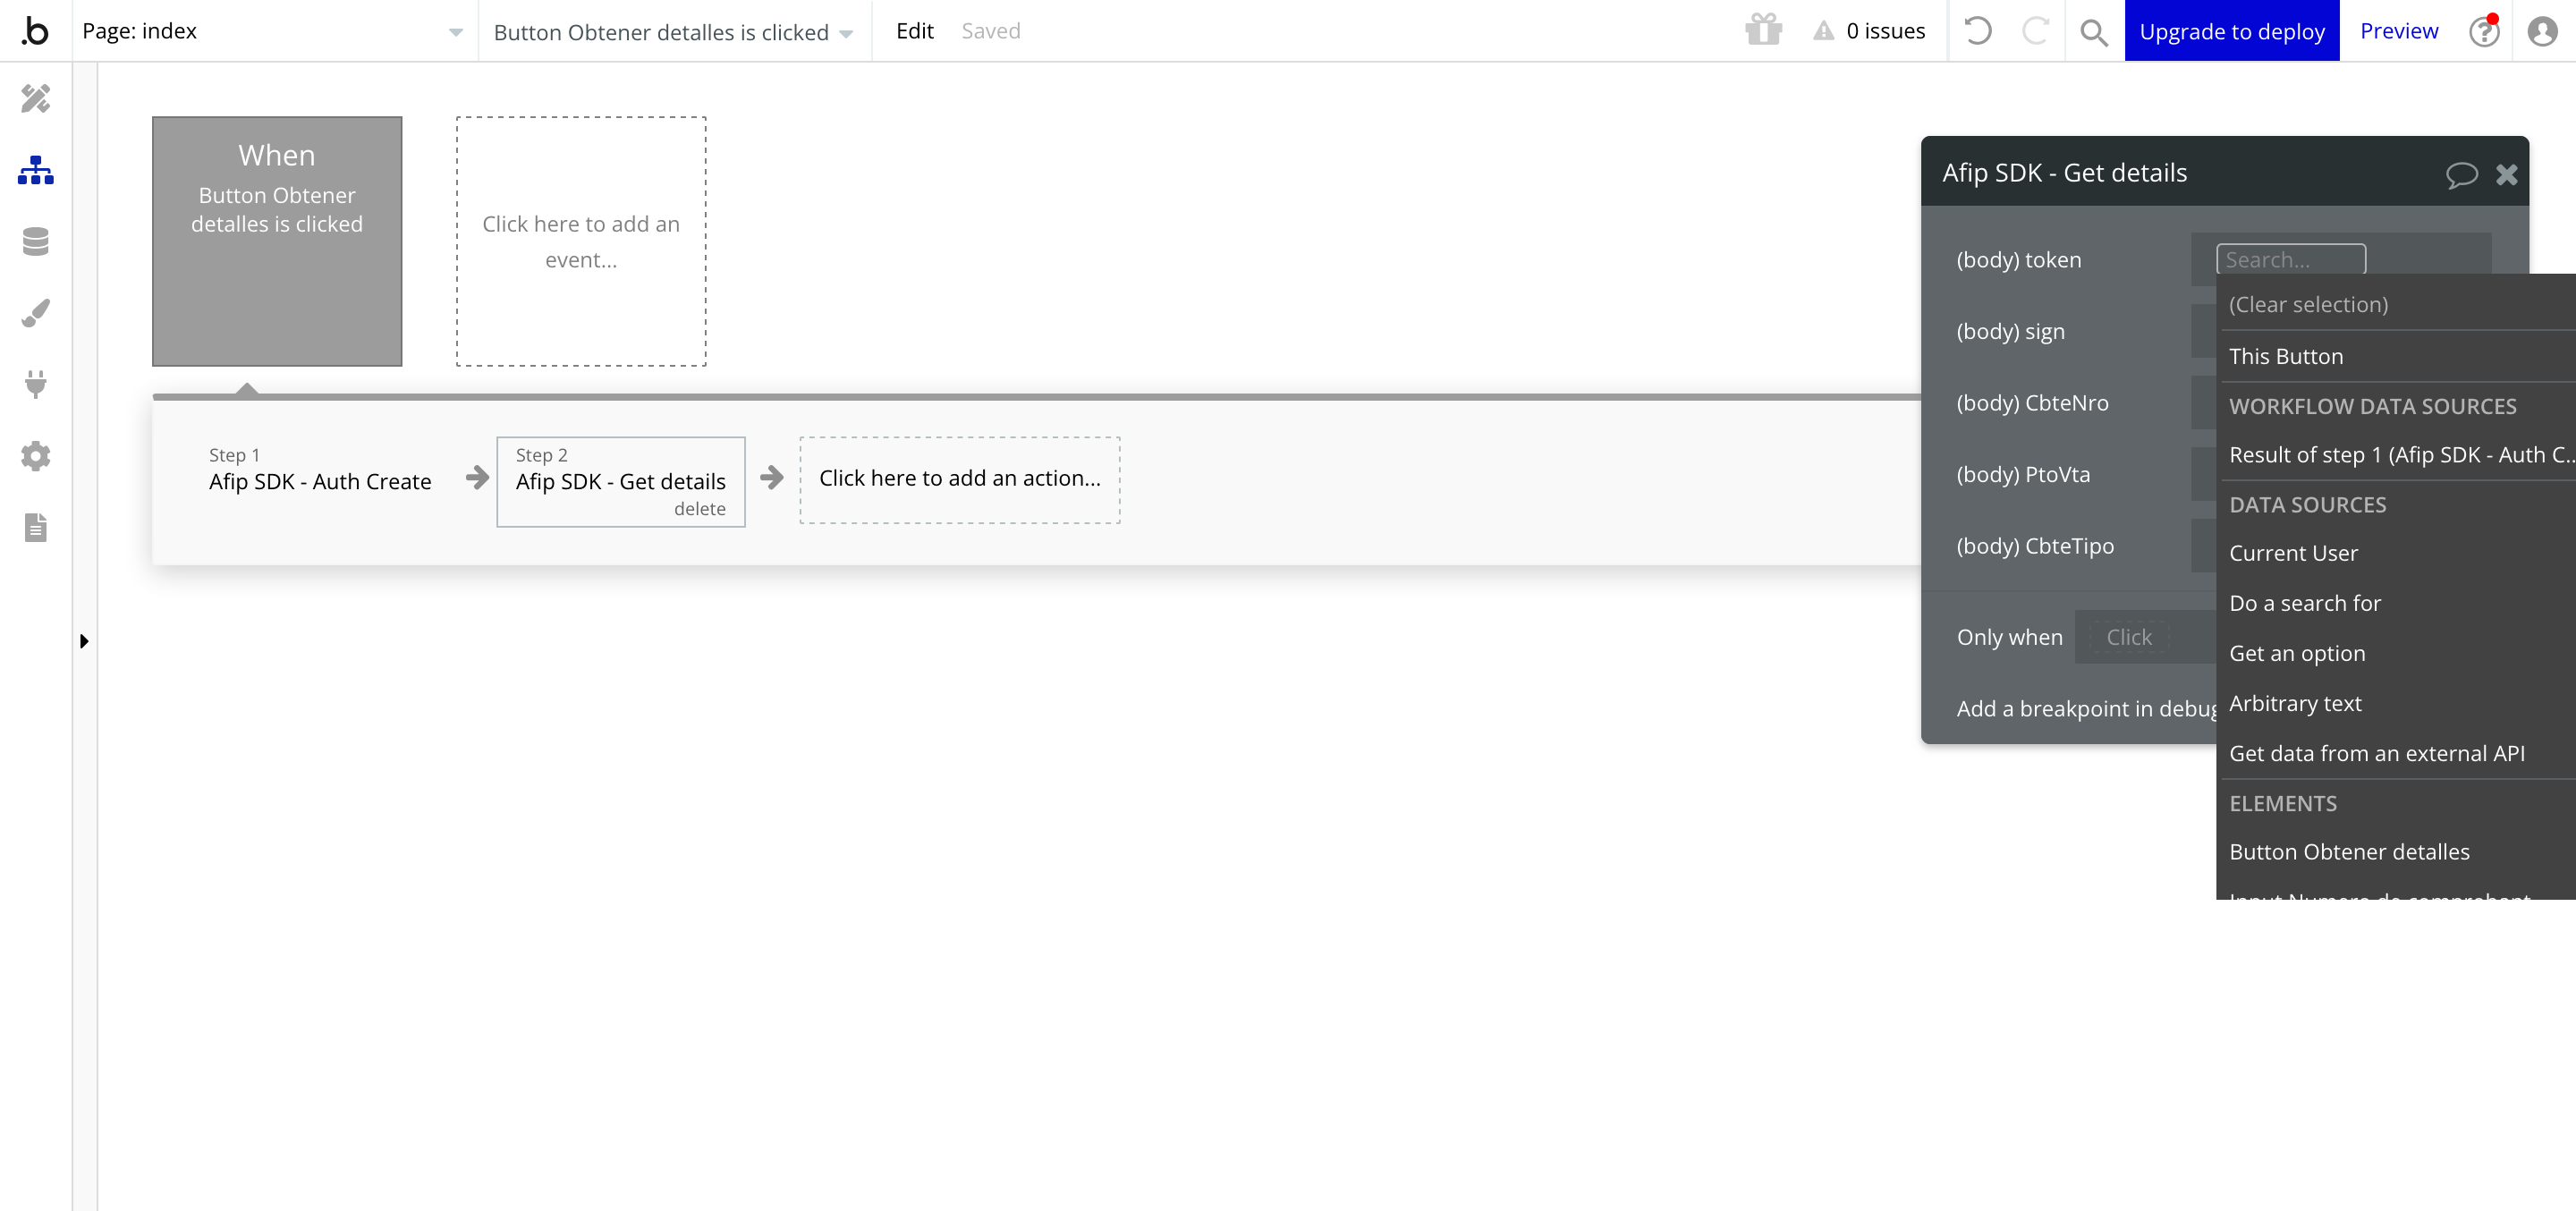 .b
Page: index
Button Obtener detalles is clicked
Edit
Saved
0 issues
Upgrade to deploy
Preview
When
Button Obtener
detalles is clicked
Click here to add an
event...
Step 1
Afip SDK - Auth Create
Step 2
Afip SDK - Get details
delete
Click here to add an action...
Afip SDK - Get details
(body) token
Search...
(body) sign
(body) CbteNro
(body) PtoVta
(body) CbteTipo
Only when
Click
Add a breakpoint in debug
(Clear selection)
This Button
WORKFLOW DATA SOURCES
Result of step 1 (Afip SDK - Auth C...
DATA SOURCES
Current User
Do a search for
Get an option
Arbitrary text
Get data from an external API
ELEMENTS
Button Obtener detalles
Input Numero de comprobant